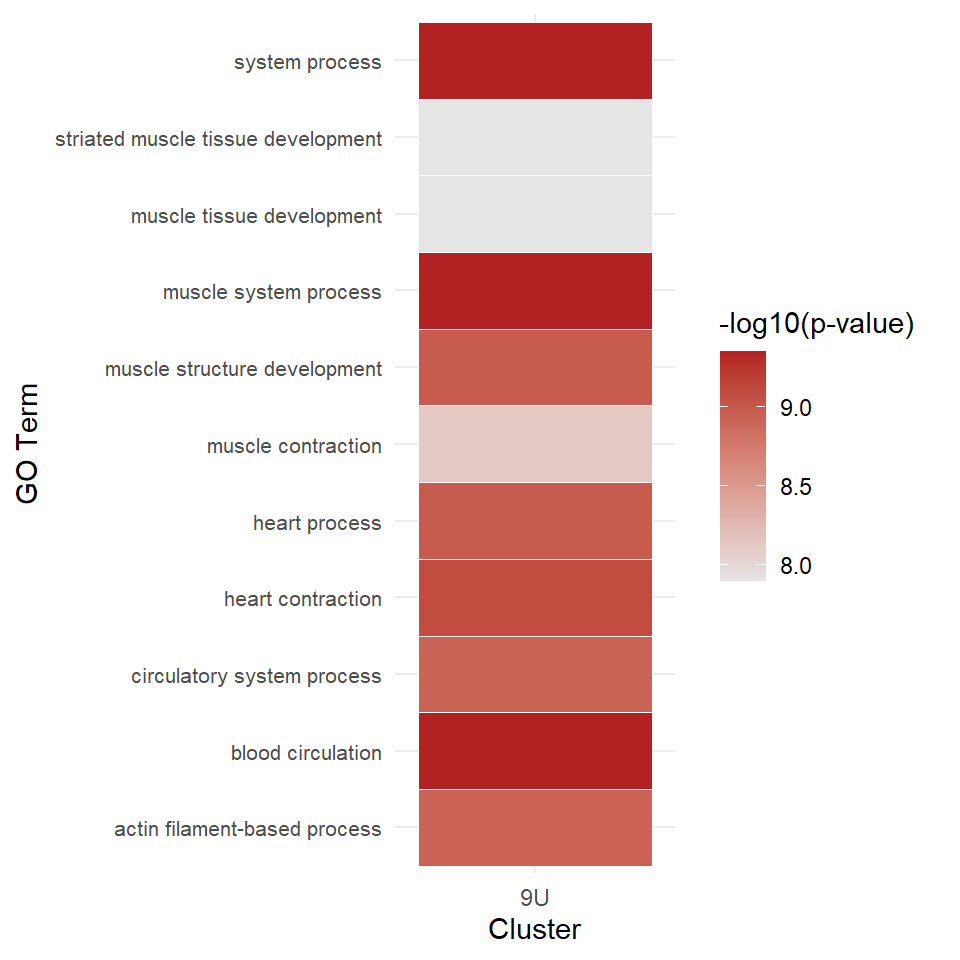 system process
striated muscle tissue development
muscle tissue development
muscle system process
muscle structure development
muscle contraction
heart process
heart contraction
circulatory system process
blood circulation
actin filament-based process
GO Term
9U
Cluster
-log10(p-value)
9.0
8.5
8.0